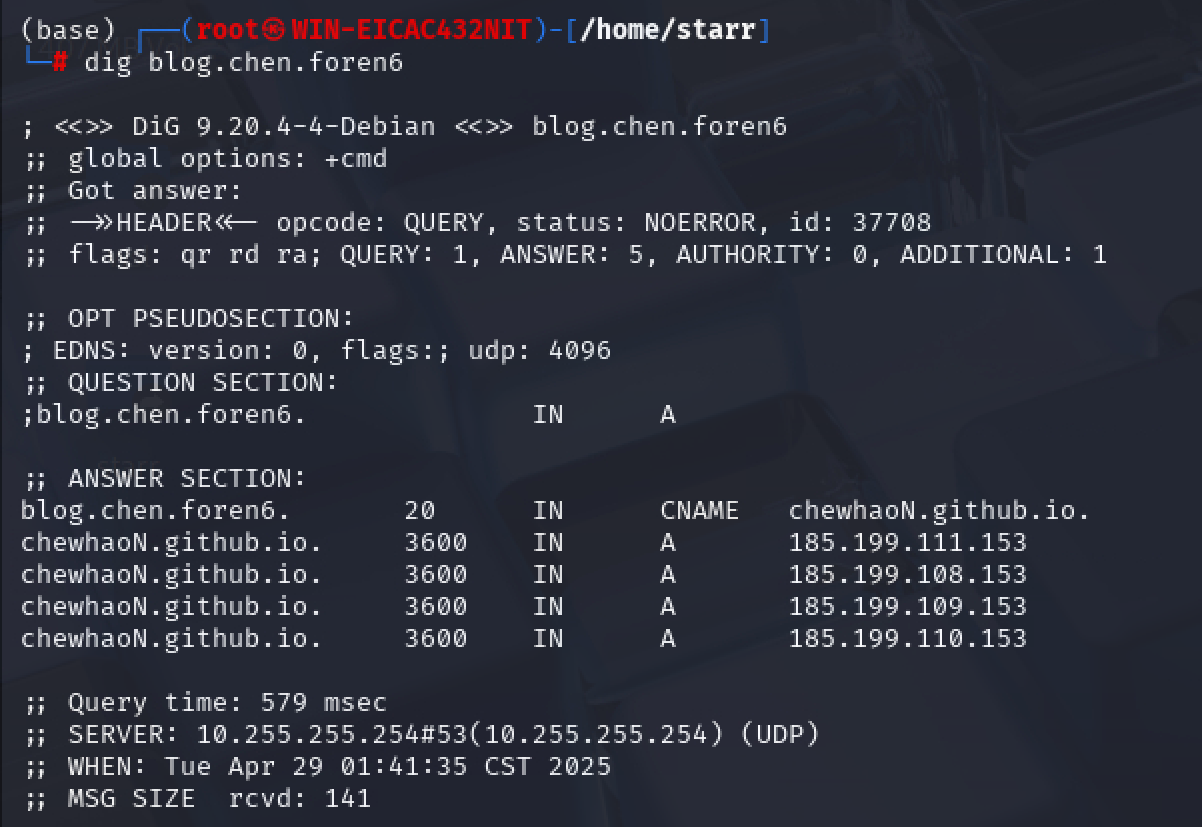 (base) ┌──(root㉿WIN-EICAC432NIT)-[/home/starr]
└─# dig blog.chen.foren6
; <<>> DiG 9.20.4-4-Debian <<>> blog.chen.foren6
;; global options: +cmd
;; Got answer:
;; ->>HEADER<<- opcode: QUERY, status: NOERROR, id: 37708
;; flags: qr rd ra; QUERY: 1, ANSWER: 5, AUTHORITY: 0, ADDITIONAL: 1
;; OPT PSEUDOSECTION:
; EDNS: version: 0, flags:; udp: 4096
;; QUESTION SECTION:
;blog.chen.foren6. IN A
;; ANSWER SECTION:
blog.chen.foren6. 20 IN CNAME chewhaoN.github.io.
chewhaoN.github.io. 3600 IN A 185.199.111.153
chewhaoN.github.io. 3600 IN A 185.199.108.153
chewhaoN.github.io. 3600 IN A 185.199.109.153
chewhaoN.github.io. 3600 IN A 185.199.110.153
;; Query time: 579 msec
;; SERVER: 10.255.255.254#53(10.255.255.254) (UDP)
;; WHEN: Tue Apr 29 01:41:35 CST 2025
;; MSG SIZE rcvd: 141